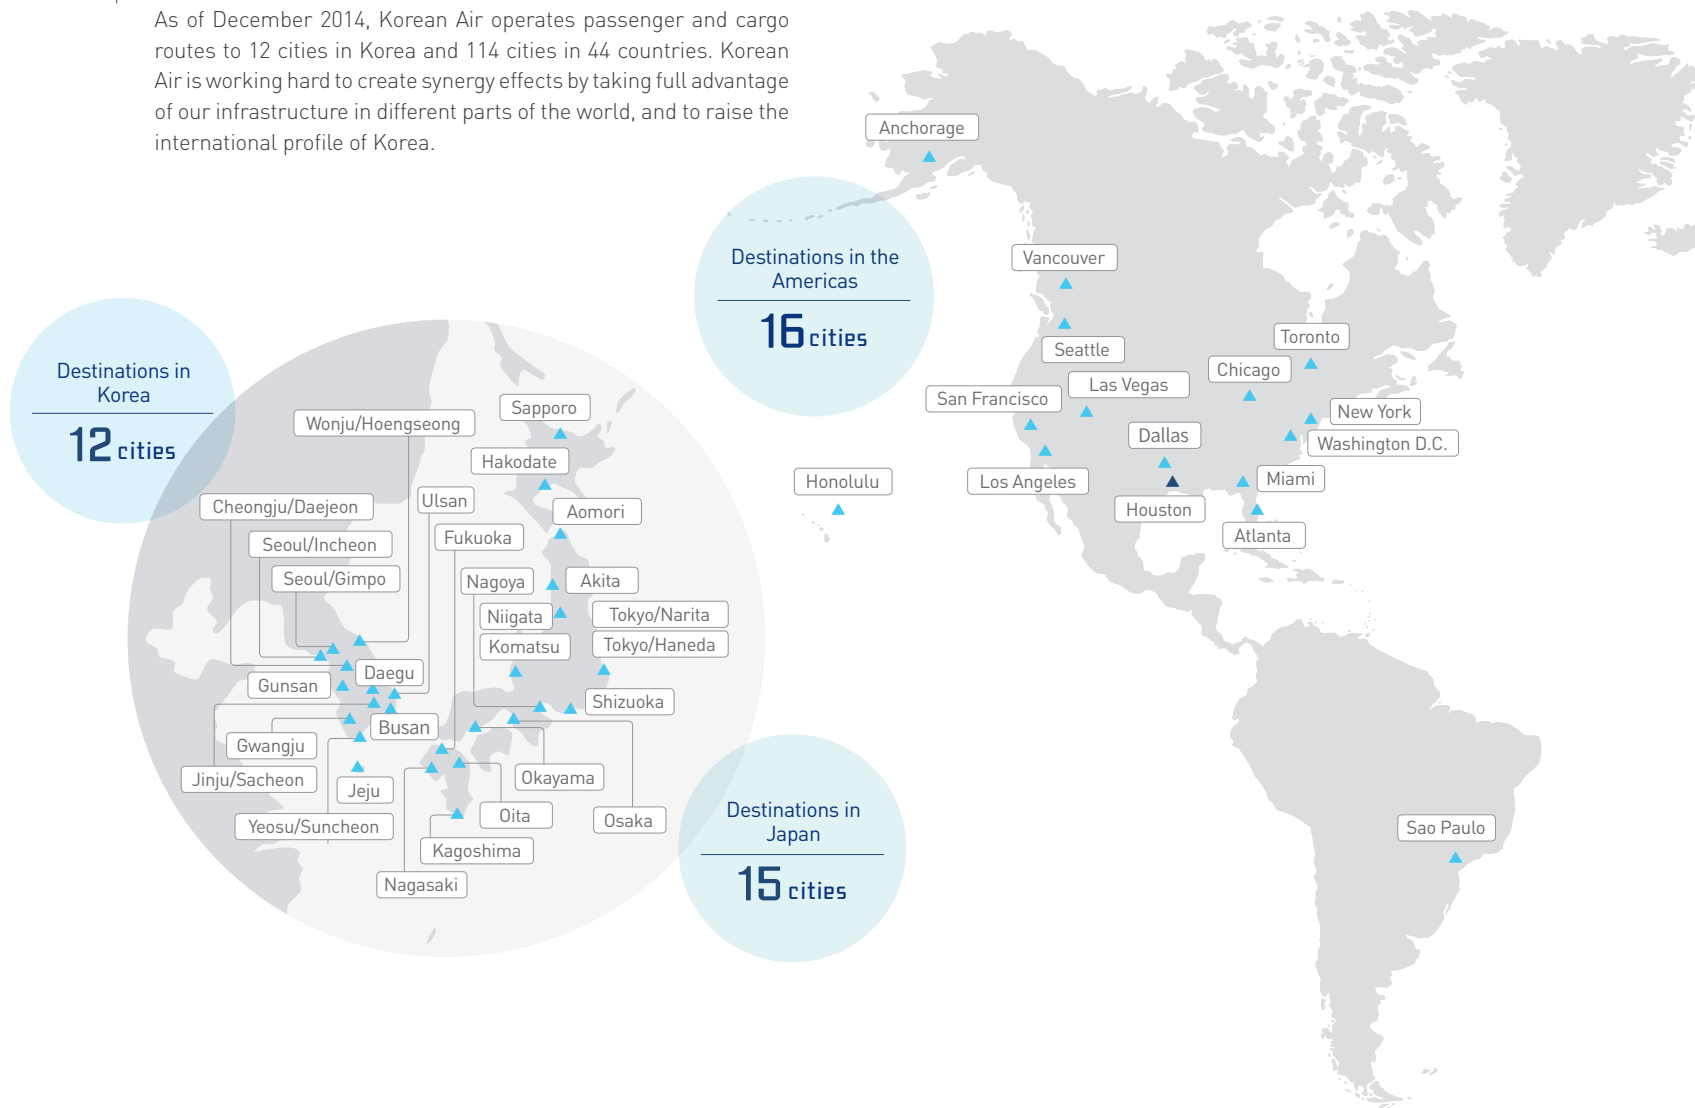 As of December 2014, Korean Air operates passenger and cargo
routes to 12 cities in Korea and 114 cities in 44 countries. Korean
Air is working hard to create synergy effects by taking full advantage
of our infrastructure in different parts of the world, and to raise the
international profile of Korea.
Anchorage
Destinations in the
Americas
16 cities
Vancouver
Seattle
Toronto
Chicago
Las Vegas
San Francisco
New York
Dallas
Washington D.C.
Los Angeles
Honolulu
Miami
Houston
Atlanta
Sao Paulo
Destinations in
Korea
12 cities
Wonju/Hoengseong
Sapporo
Hakodate
Cheongju/Daejeon
Ulsan
Aomori
Seoul/Incheon
Fukuoka
Seoul/Gimpo
Nagoya
Akita
Niigata
Tokyo/Narita
Komatsu
Tokyo/Haneda
Daegu
Gunsan
Shizuoka
Busan
Gwangju
Jinju/Sacheon
Okayama
Jeju
Oita
Osaka
Yeosu/Suncheon
Kagoshima
Nagasaki
Destinations in
Japan
15 cities